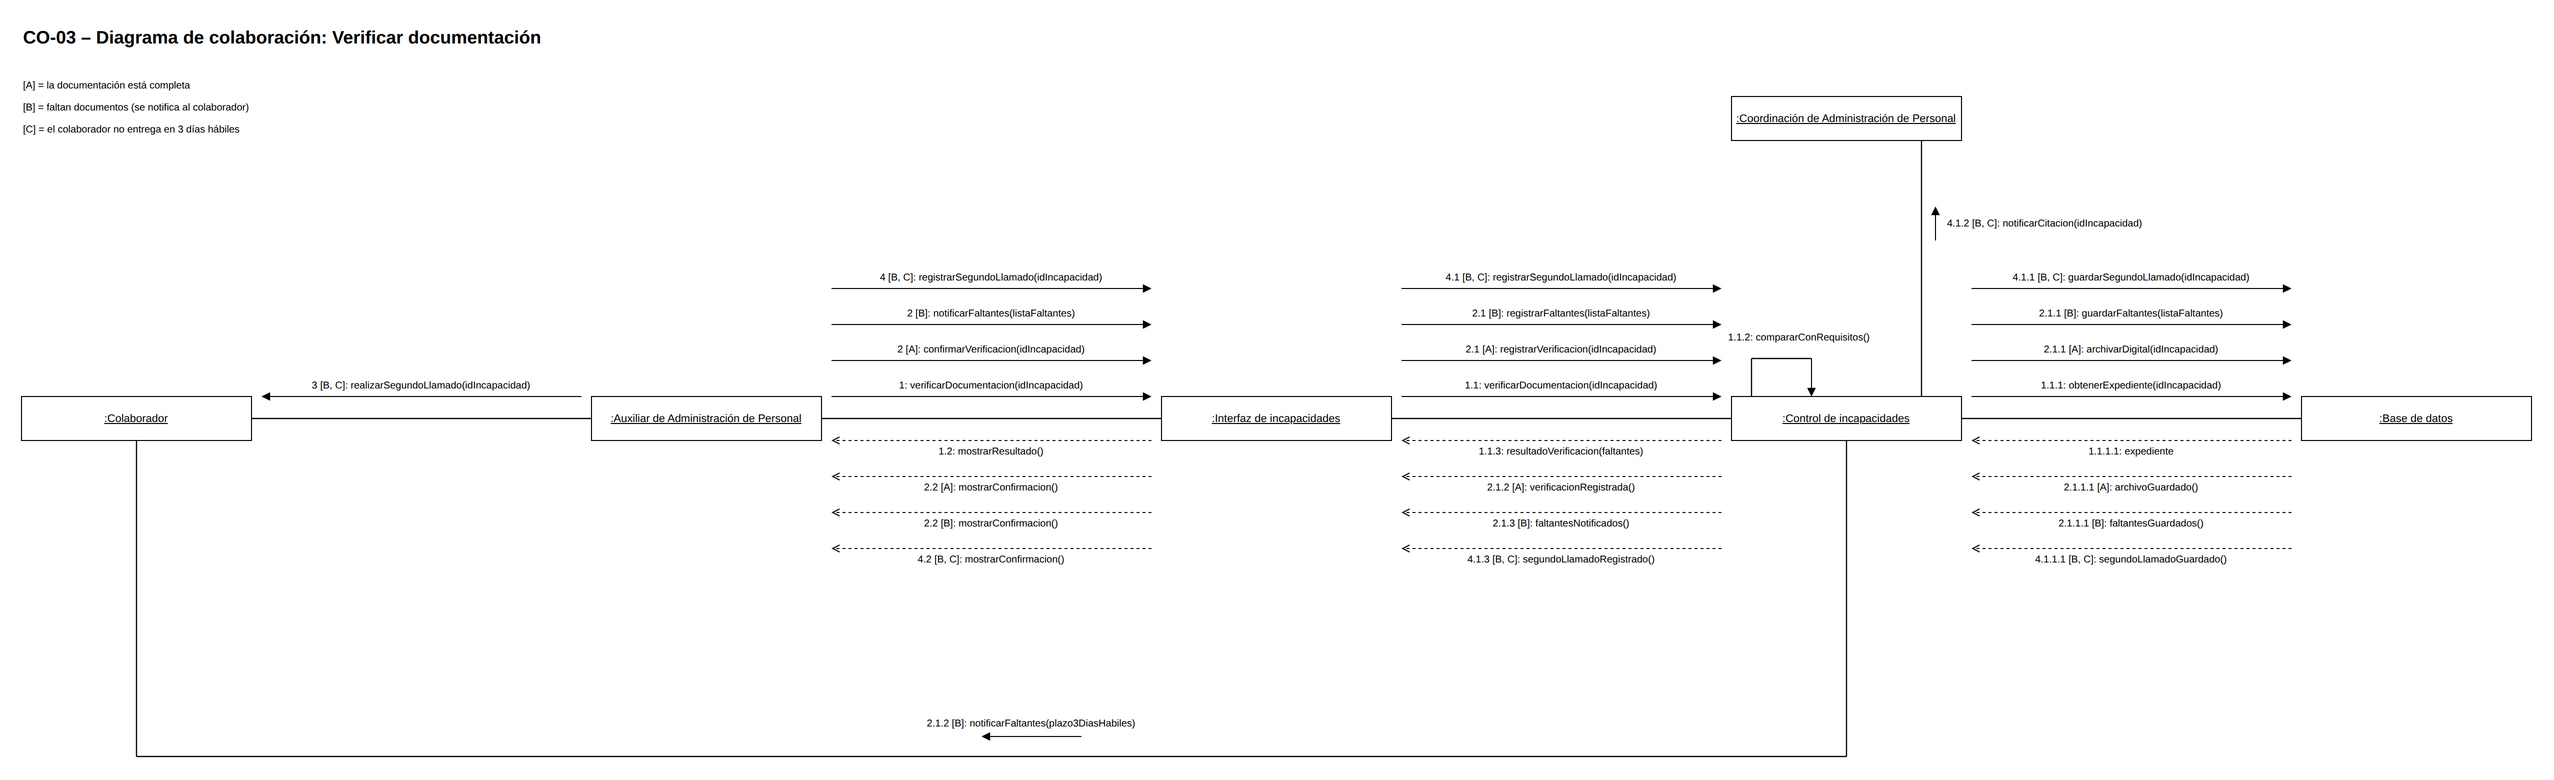 CO-03 – Diagrama de colaboración: Verificar documentación
[A] = la documentación está completa
[B] = faltan documentos (se notifica al colaborador)
[C] = el colaborador no entrega en 3 días hábiles
:Coordinación de Administración de Personal
4.1.2 [B, C]: notificarCitacion(idIncapacidad)
4 [B, C]: registrarSegundoLlamado(idIncapacidad)
4.1 [B, C]: registrarSegundoLlamado(idIncapacidad)
4.1.1 [B, C]: guardarSegundoLlamado(idIncapacidad)
2 [B]: notificarFaltantes(listaFaltantes)
2.1 [B]: registrarFaltantes(listaFaltantes)
2.1.1 [B]: guardarFaltantes(listaFaltantes)
1.1.2: compararConRequisitos()
2 [A]: confirmarVerificacion(idIncapacidad)
2.1 [A]: registrarVerificacion(idIncapacidad)
2.1.1 [A]: archivarDigital(idIncapacidad)
3 [B, C]: realizarSegundoLlamado(idIncapacidad)
1: verificarDocumentacion(idIncapacidad)
1.1: verificarDocumentacion(idIncapacidad)
1.1.1: obtenerExpediente(idIncapacidad)
:Colaborador
:Auxiliar de Administración de Personal
:Interfaz de incapacidades
:Control de incapacidades
:Base de datos
1.2: mostrarResultado()
1.1.3: resultadoVerificacion(faltantes)
1.1.1.1: expediente
2.2 [A]: mostrarConfirmacion()
2.1.2 [A]: verificacionRegistrada()
2.1.1.1 [A]: archivoGuardado()
2.2 [B]: mostrarConfirmacion()
2.1.3 [B]: faltantesNotificados()
2.1.1.1 [B]: faltantesGuardados()
4.2 [B, C]: mostrarConfirmacion()
4.1.3 [B, C]: segundoLlamadoRegistrado()
4.1.1.1 [B, C]: segundoLlamadoGuardado()
2.1.2 [B]: notificarFaltantes(plazo3DiasHabiles)